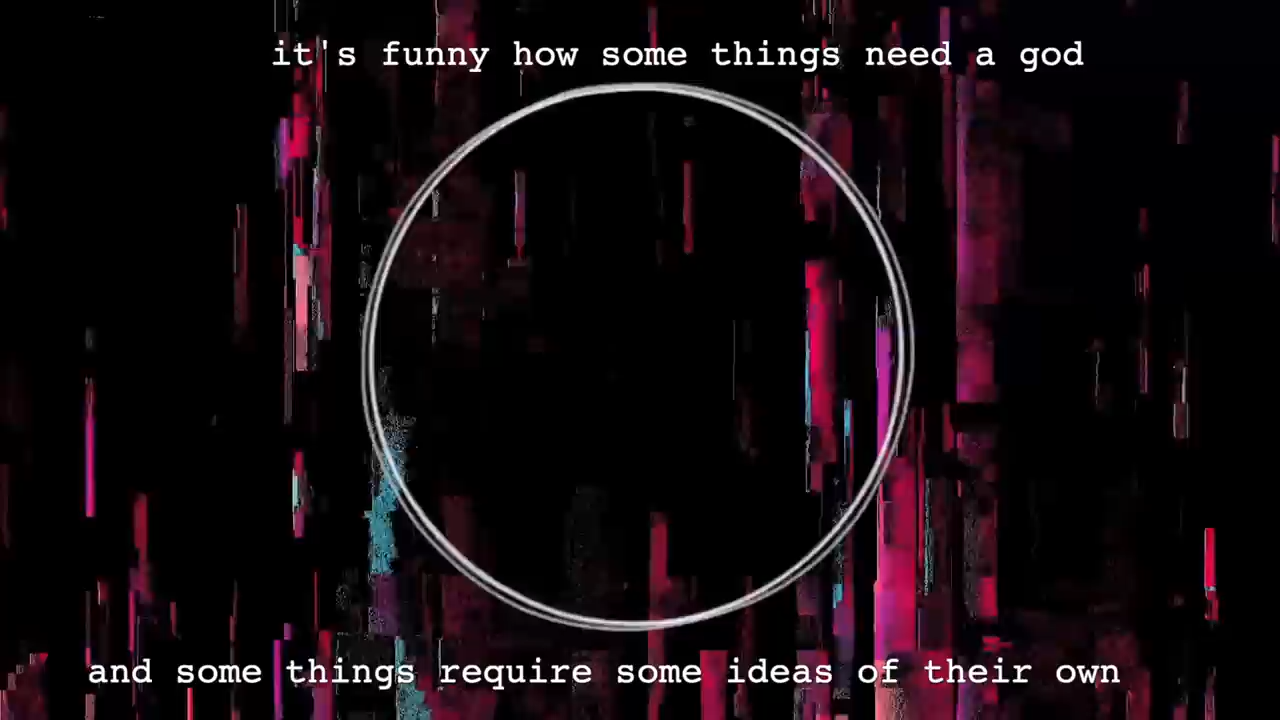 it's funny how some things need a god
and some things require some ideas of their own